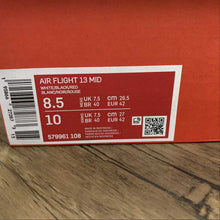 AIR FLIGHT 13 MID
WHITE/BLACK/RED
BLANC/NOIR/ROUGE
8.5 UK 7.5 cm 26.5
BR 40 EUR 42
10 UK 7.5 cm 27
BR 40 EUR 42
579961 108